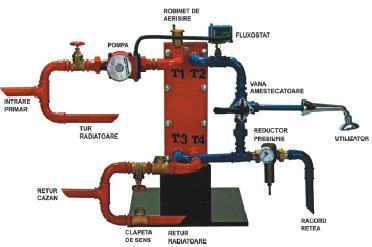 ROBINET DE
AERISIRE
FLUXOSTAT
POMPA
T1 T2
VANA
AMESTECATOARE
INTRARE
PRIMAR
TUR
RADIATOARE
REDUCTOR
PRESIUNE
UTILIZATOR
T3 T4
RETUR
CAZAN
CLAPETA
DE SENS
RETUR
RADIATOARE
RACORD
RETEA